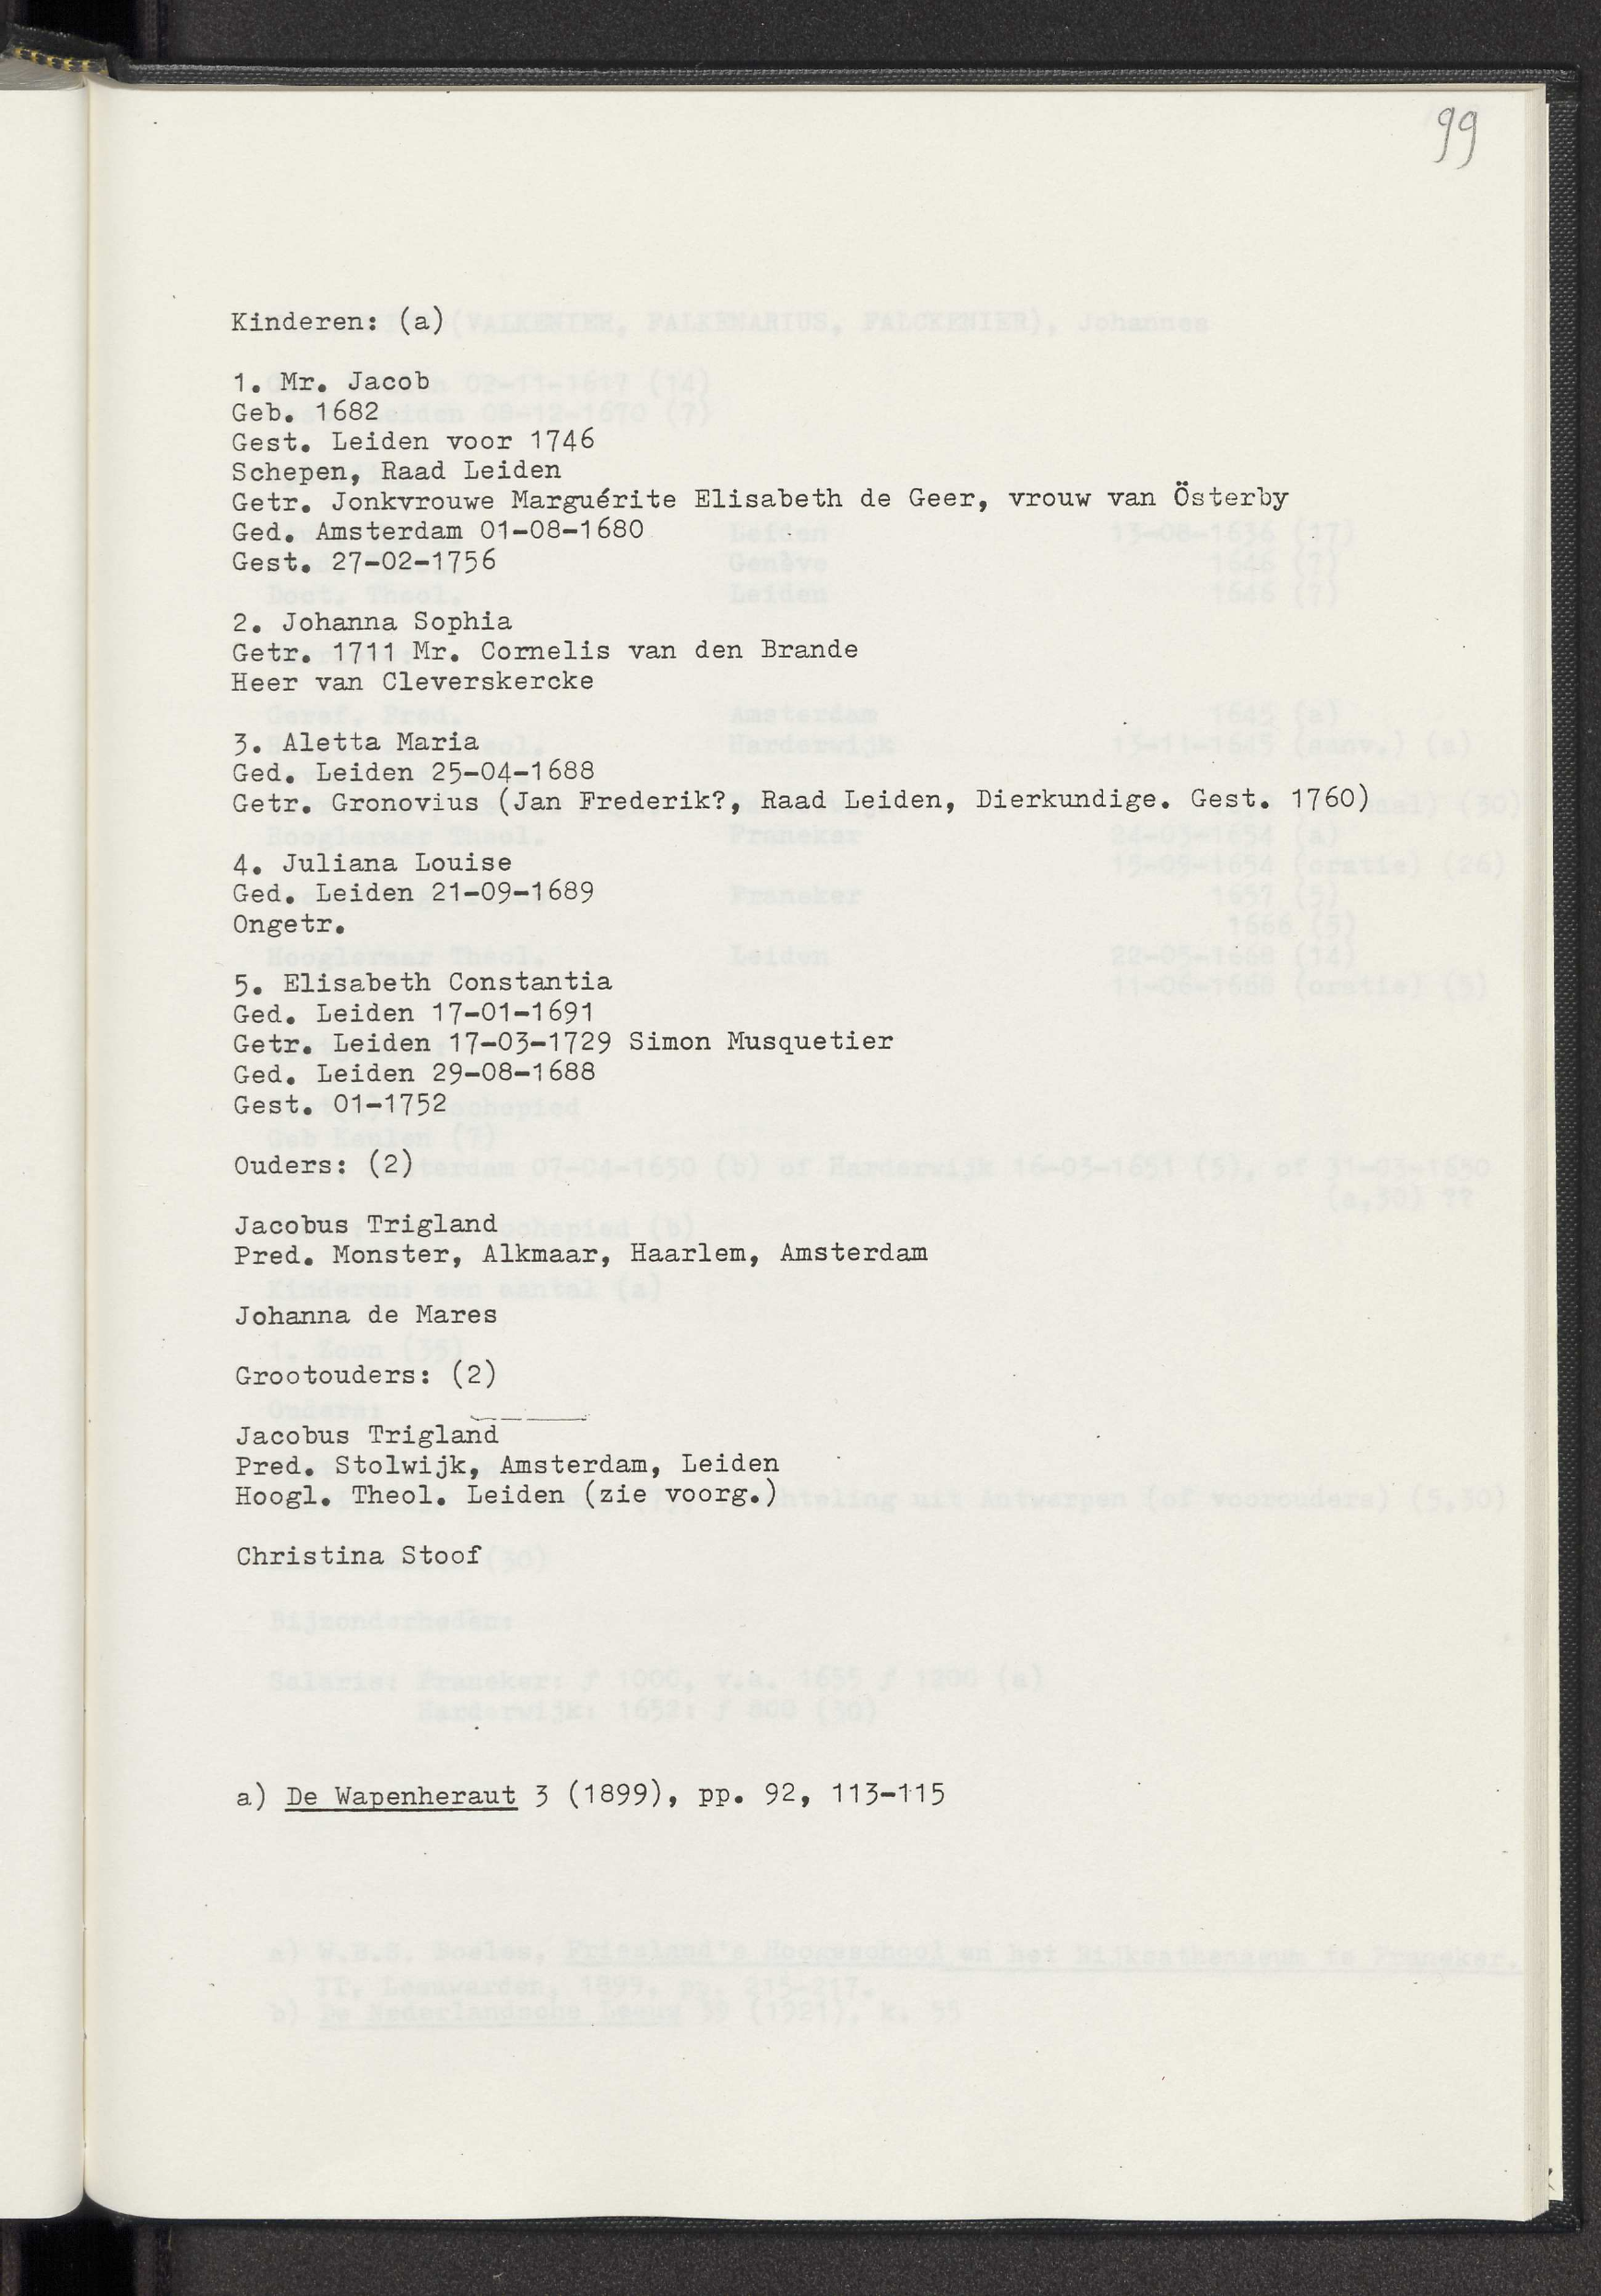 99
Kinderen: (a)
1. Mr. Jacob
Geb. 1682
Gest. Leiden voor 1746
Schepen, Raad Leiden
Getr. Jonkvrouwe Marguérite Elisabeth de Geer, vrouw van Österby
Ged. Amsterdam 01-08-1680
Gest. 27-02-1756
2. Johanna Sophia
Getr. 1711 Mr. Cornelis van den Brande
Heer van Cleverskercke
3. Aletta Maria
Ged. Leiden 25-04-1688
Getr. Gronovius (Jan Frederik?, Raad Leiden, Dierkundige. Gest. 1760)
4. Juliana Louise
Ged. Leiden 21-09-1689
Ongetr.
5. Elisabeth Constantia
Ged. Leiden 17-01-1691
Getr. Leiden 17-03-1729 Simon Musquetier
Ged. Leiden 29-08-1688
Gest. 01-1752
Ouders: (2)
Jacobus Trigland
Pred. Monster, Alkmaar, Haarlem, Amsterdam
Johanna de Mares
Grootouders: (2)
Jacobus Trigland
Pred. Stolwijk, Amsterdam, Leiden
Hoogl. Theol. Leiden (zie voorg.)
Christina Stoof
a) De Wapenheraut 3 (1899), pp. 92, 113-115